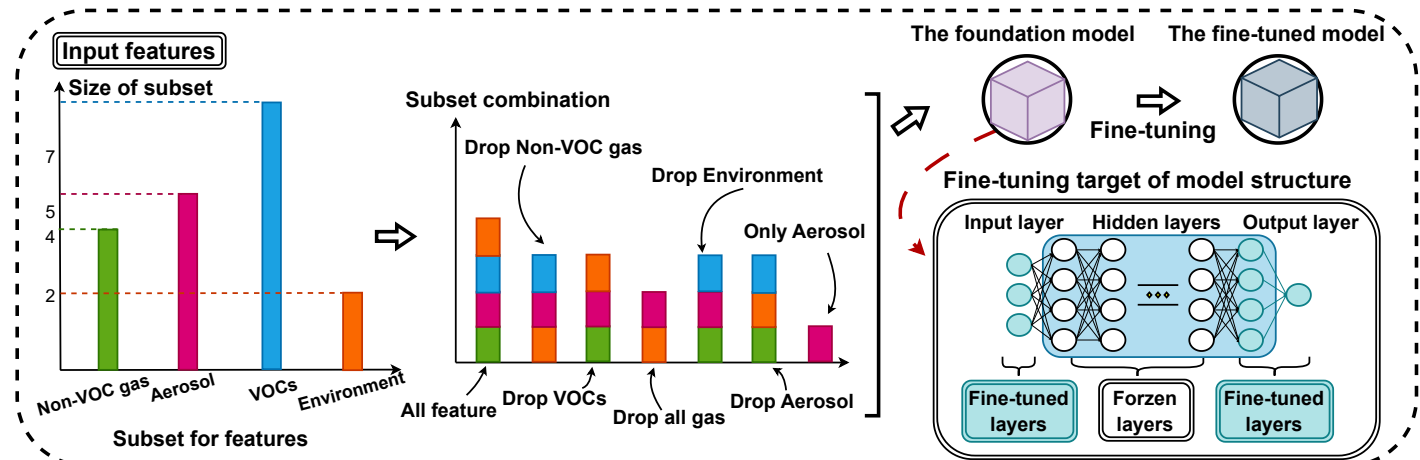 Input features
Size of subset
7
5
4
2
Non-VOC gas
Aerosol
VOCs
Environment
Subset for features
Subset combination
Drop Non-VOC gas
Drop Environment
Only Aerosol
All feature
Drop VOCs
Drop all gas
Drop Aerosol
The foundation model
The fine-tuned model
Fine-tuning
Fine-tuning target of model structure
Input layer
Hidden layers
Output layer
Fine-tuned
layers
Forzen
layers
Fine-tuned
layers